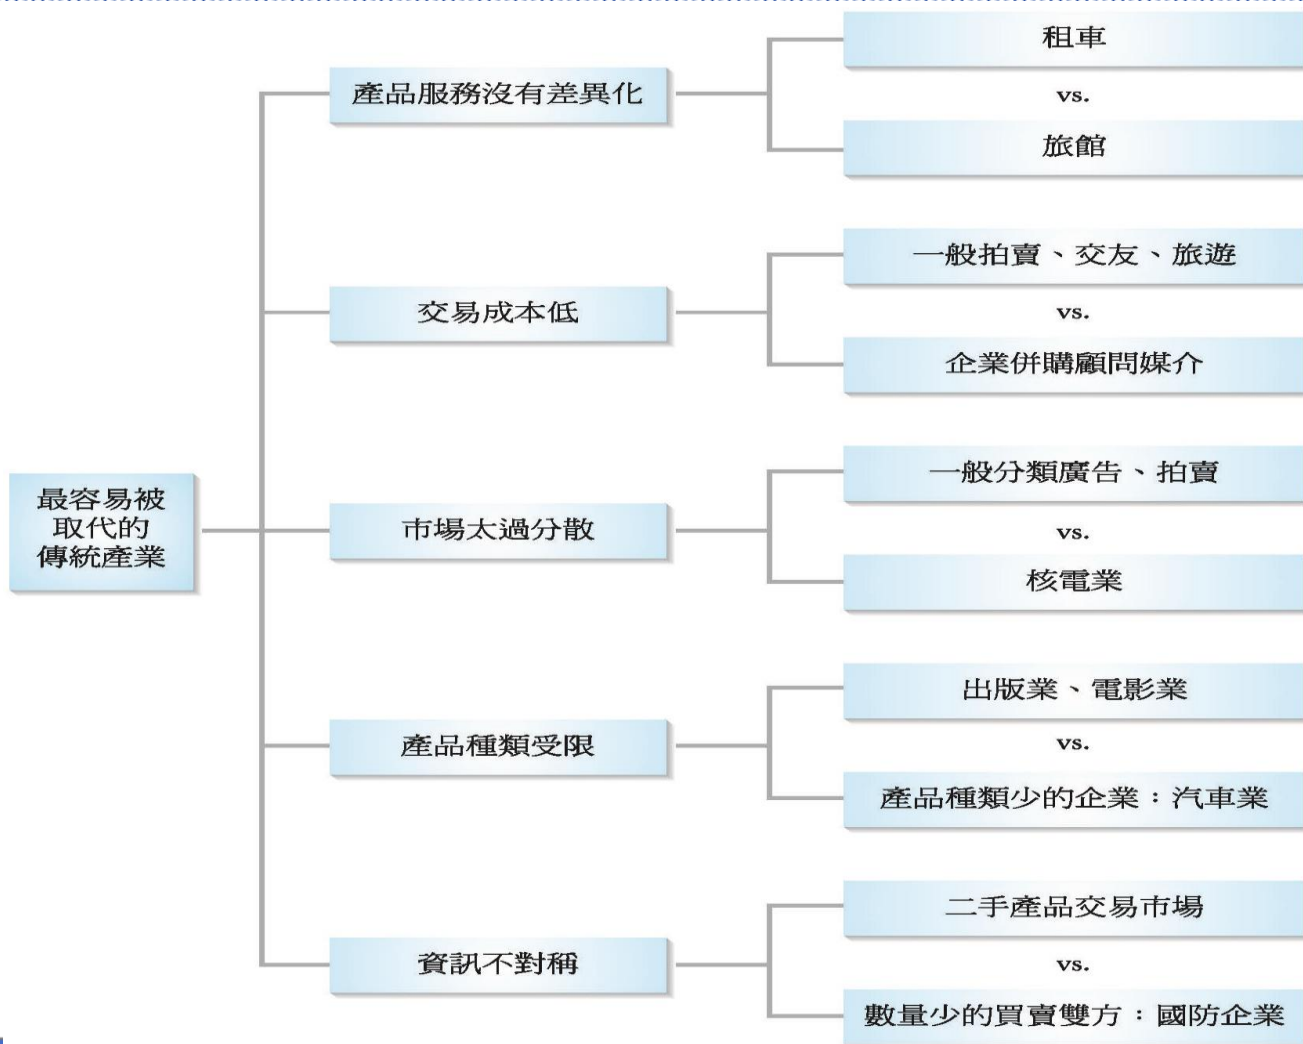 最容易被
取代的
傳統產業
產品服務沒有差異化
租車
vs.
旅館
交易成本低
一般拍賣、交友、旅遊
vs.
企業併購顧問媒介
市場太過分散
一般分類廣告、拍賣
vs.
核電業
產品種類受限
出版業、電影業
vs.
產品種類少的企業：汽車業
資訊不對稱
二手產品交易市場
vs.
數量少的買賣雙方：國防企業